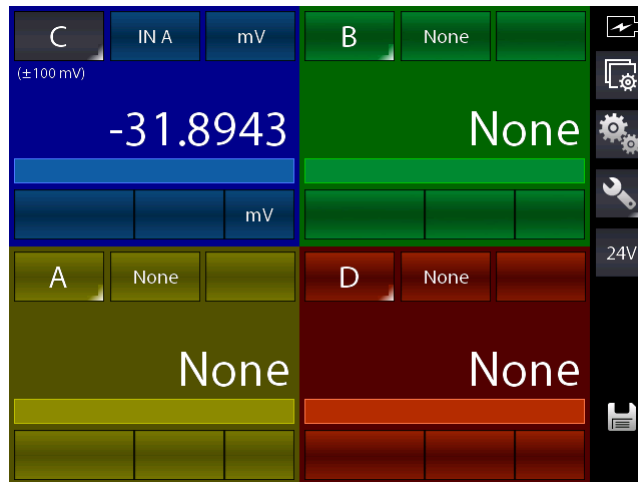 C IN A mV B None
(±100 mV)
-31.8943 None
mV
24V
A None D None
None None